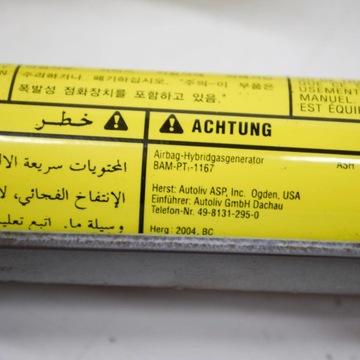 수리하거나 폐기하십시오. "주의-이 부품은
폭발성 점화장치를 포함하고 있음."
USEMENT
MANUEL
EST ÉQUIP
خطر
المحتويات سريعة الا
الإنتفاخ الفجائي، لا
وسيلة ما. اتبع تعليم
ACHTUNG
Airbag-Hybridgasgenerator
BAM-PT₁-1167
Herst: Autoliv ASP, Inc. Ogden, USA
Einführer: Autoliv GmbH Dachau
Telefon-Nr. 49-8131-295-0
Herg: 2004, BC
ASH